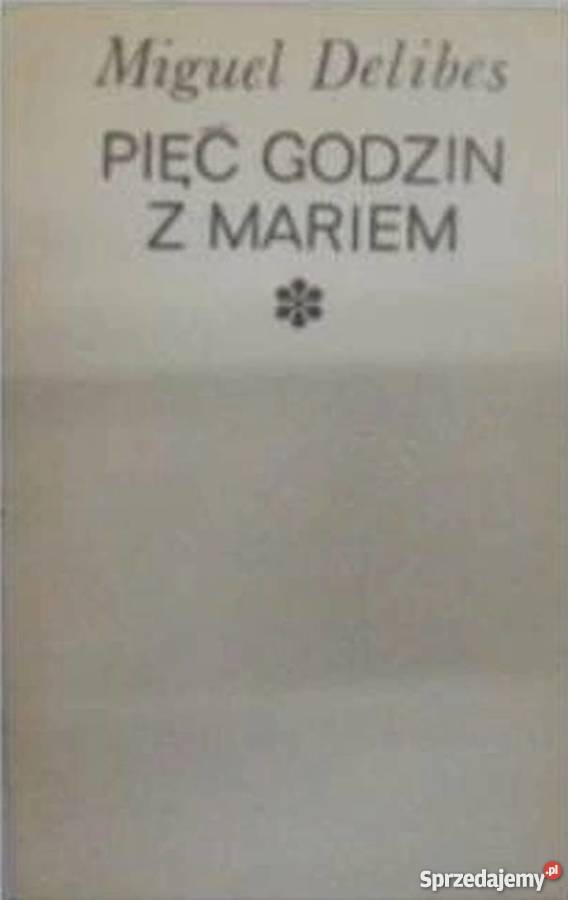 Miguel Delibes
PIĘĆ GODZIN
Z MARIEM
Sprzedajemy.pl